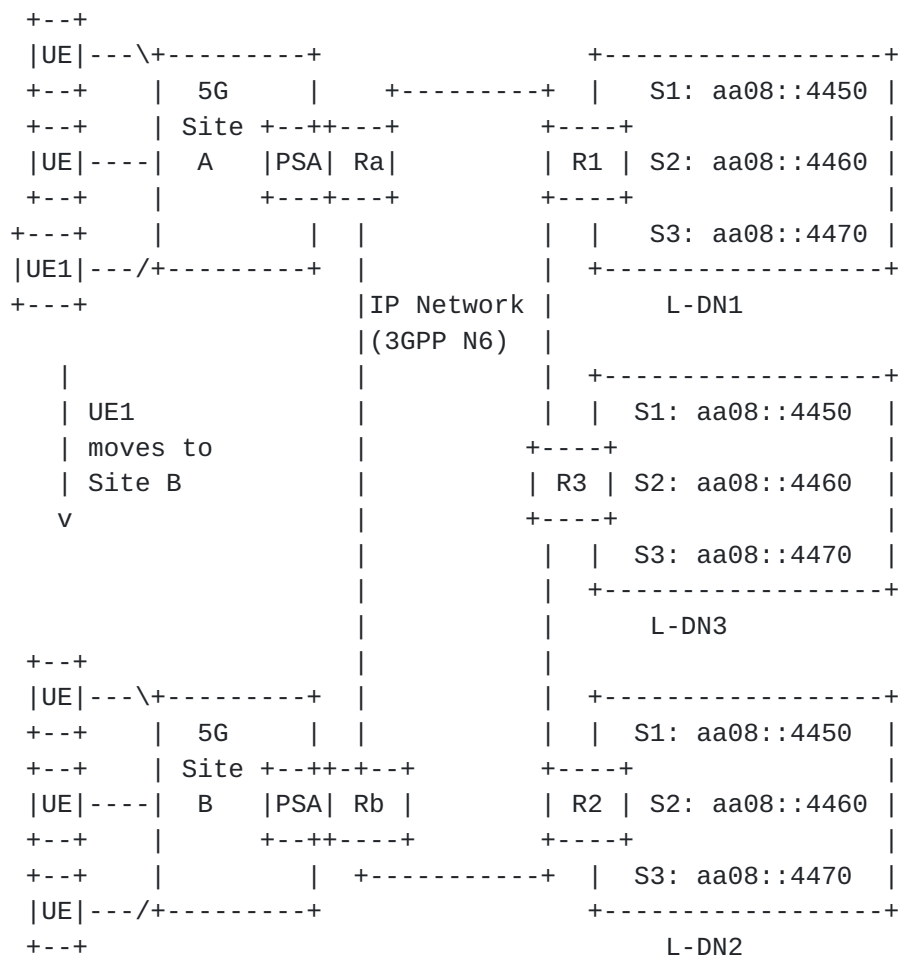 +--+
|UE|---\+---------+                 +------------------+
+--+    |  5G     |    +---------+  |   S1: aa08::4450 |
+--+    | Site +--++---+         +----+                |
|UE|----|  A   |PSA| Ra|         | R1 | S2: aa08::4460 |
+--+    |      +---+---+         +----+                |
+---+    |         |  |           |  |   S3: aa08::4470 |
|UE1|---/+---------+  |           |  +------------------+
+---+                 |IP Network |       L-DN1
|(3GPP N6)  |
|                   |           |  +------------------+
| UE1               |           |  |  S1: aa08::4450  |
| moves to          |          +----+                 |
| Site B            |          | R3 | S2: aa08::4460  |
v                   |          +----+                 |
|           |  |  S3: aa08::4470  |
|           |  +------------------+
|           |      L-DN3
+--+                 |           |
|UE|---\+---------+  |           |  +------------------+
+--+    |  5G     |  |           |  |  S1: aa08::4450  |
+--+    | Site +--++-+--+        +----+                |
|UE|----|  B   |PSA| Rb |        | R2 | S2: aa08::4460 |
+--+    |      +--++----+        +----+                |
+--+    |         |  +-----------+  |  S3: aa08::4470  |
|UE|---/+---------+                 +------------------+
+--+                                     L-DN2